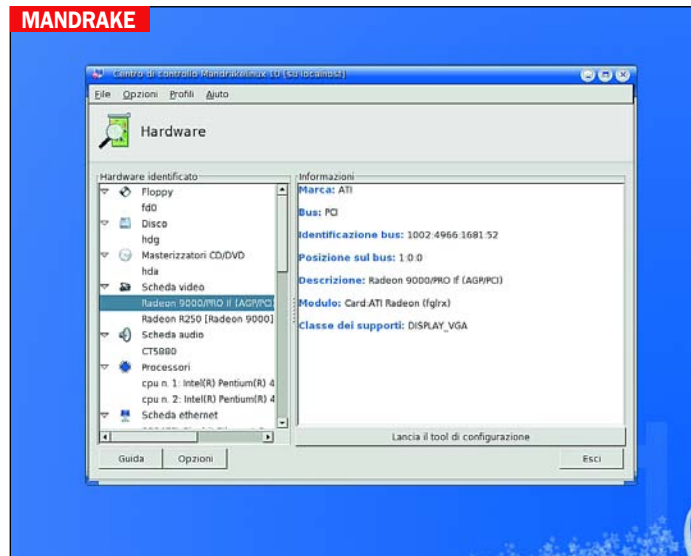 MANDRAKE
Centro di controllo Mandrakelinux 10 [su localhost]
File Opzioni Profili Aiuto
Hardware
Hardware identificato
Floppy
fd0
Disco
hdg
Masterizzatori CD/DVD
hda
Scheda video
Radeon 9000/PRO If (AGP/PCI)
Radeon R250 [Radeon 9000]
Scheda audio
CT5880
Processori
cpu n. 1: Intel(R) Pentium(R) 4
cpu n. 2: Intel(R) Pentium(R) 4
Scheda ethernet
Informazioni
Marca: ATI
Bus: PCI
Identificazione bus: 1002:4966:1681:52
Posizione sul bus: 1:0:0
Descrizione: Radeon 9000/PRO If (AGP/PCI)
Modulo: Card:ATI Radeon (fglrx)
Classe dei supporti: DISPLAY_VGA
Lancia il tool di configurazione
Guida Opzioni Esci